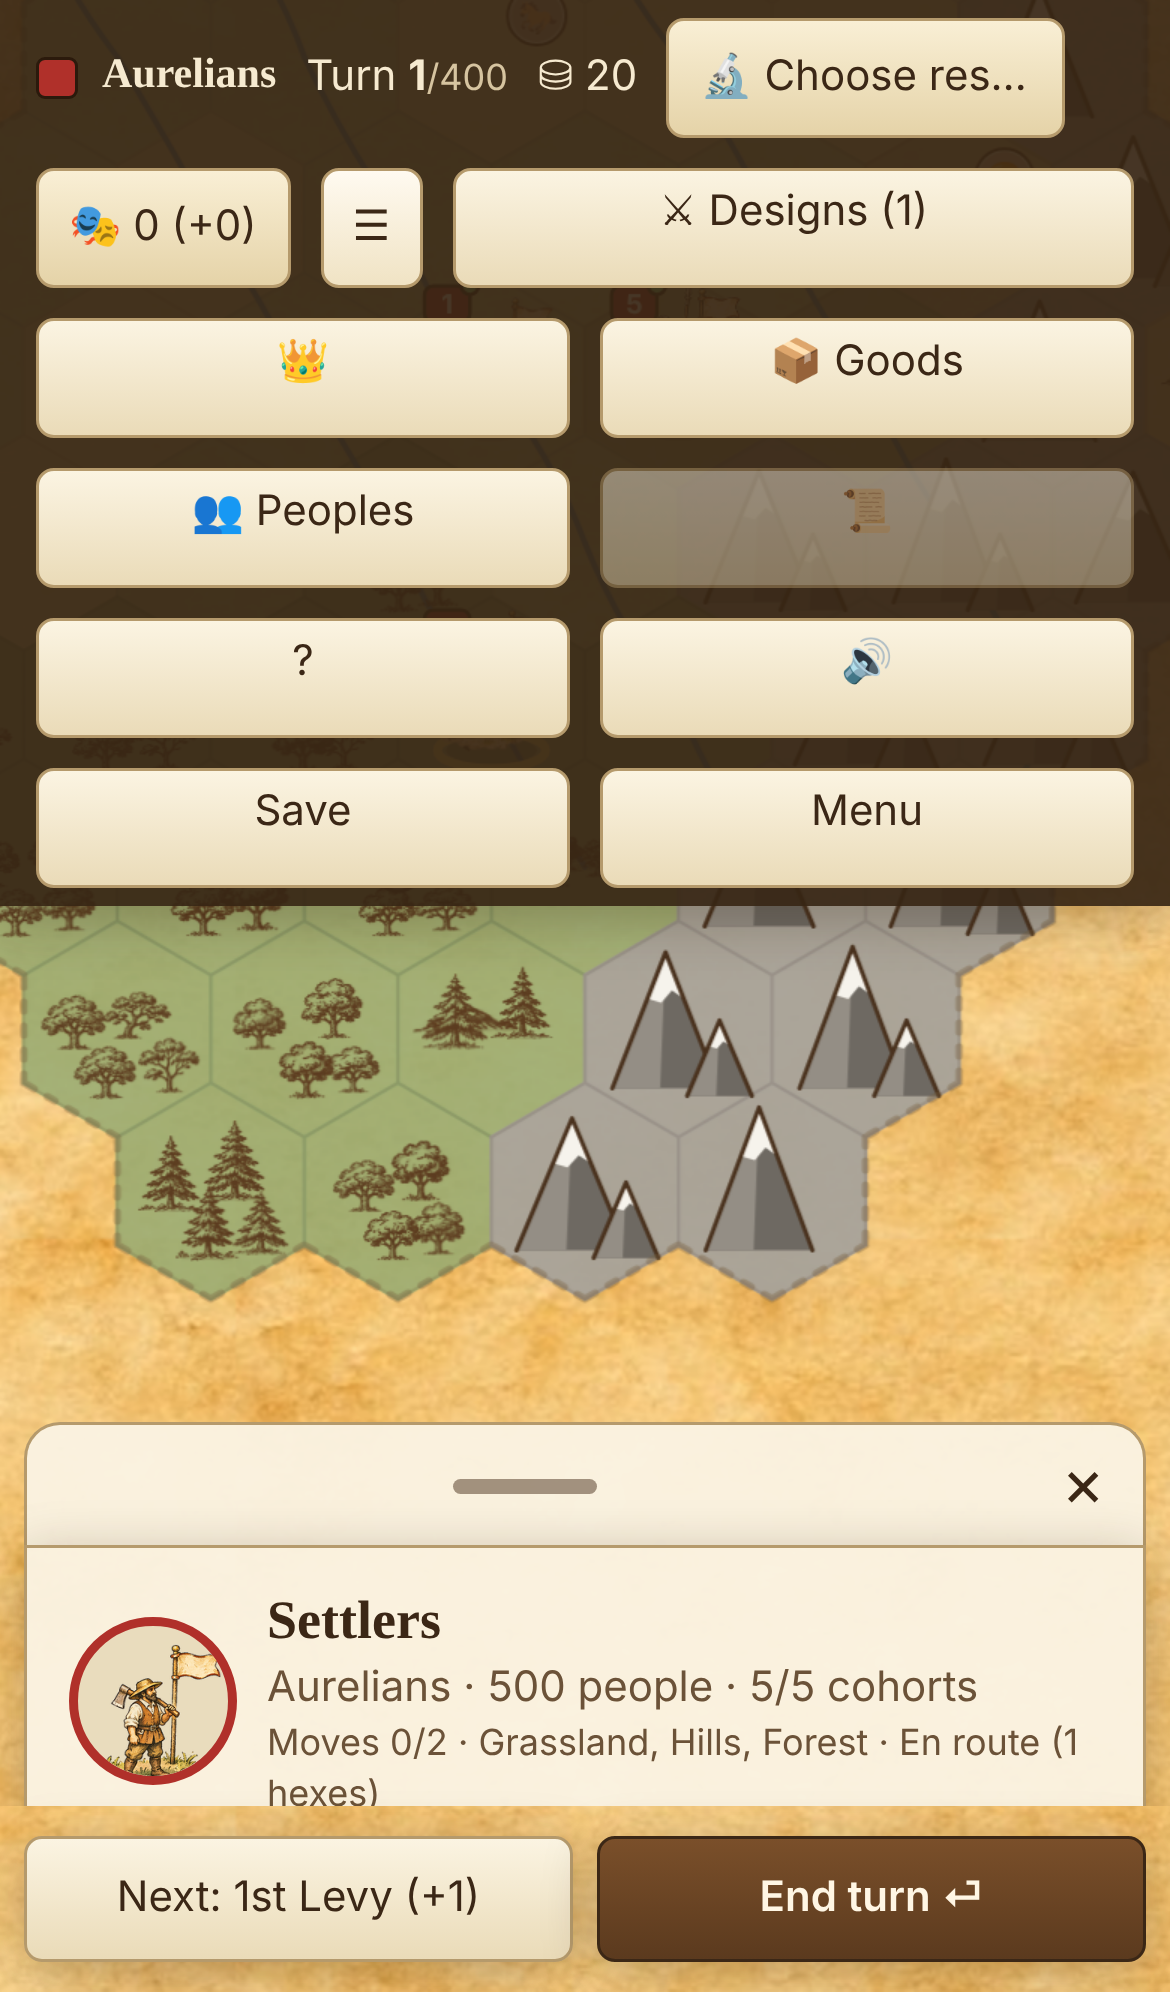 Aurelians Turn 1/400 20 Choose res...
0 (+0) ☰ Designs (1)
Goods
Peoples
?
Save Menu
1 5
✕
Settlers
Aurelians · 500 people · 5/5 cohorts
Moves 0/2 · Grassland, Hills, Forest · En route (1
hexes)
Next: 1st Levy (+1) End turn ⏎